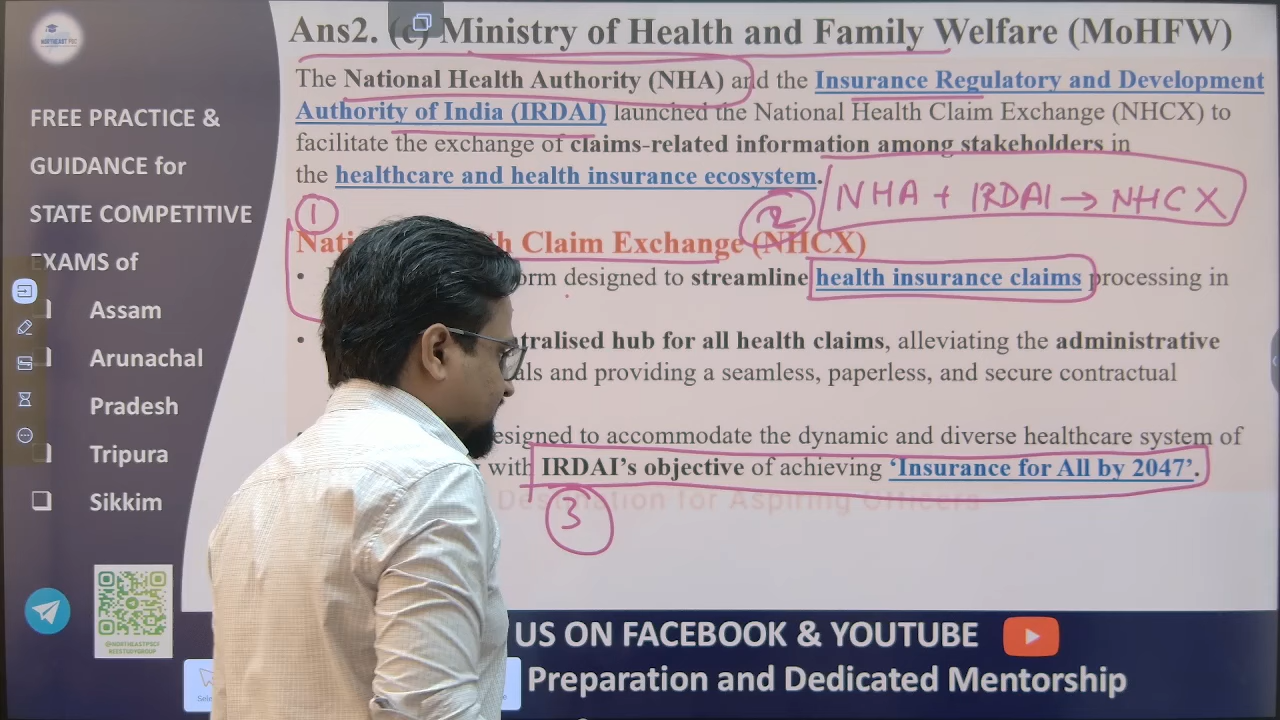 Ans2. (c) Ministry of Health and Family Welfare (MoHFW)
The National Health Authority (NHA) and the Insurance Regulatory and Development
Authority of India (IRDAI) launched the National Health Claim Exchange (NHCX) to
facilitate the exchange of claims-related information among stakeholders in
the healthcare and health insurance ecosystem.
NHA + IRDAI → NHCX
1
2
Claim Exchange (NHCX)
designed to streamline health insurance claims processing in
hub for all health claims, alleviating the administrative
and providing a seamless, paperless, and secure contractual
to accommodate the dynamic and diverse healthcare system of
with IRDAI's objective of achieving ‘Insurance for All by 2047’.
for Aspiring Officers
3
FREE PRACTICE &
GUIDANCE for
STATE COMPETITIVE
EXAMS of
Assam
Arunachal
Pradesh
Tripura
Sikkim
US ON FACEBOOK & YOUTUBE
Preparation and Dedicated Mentorship